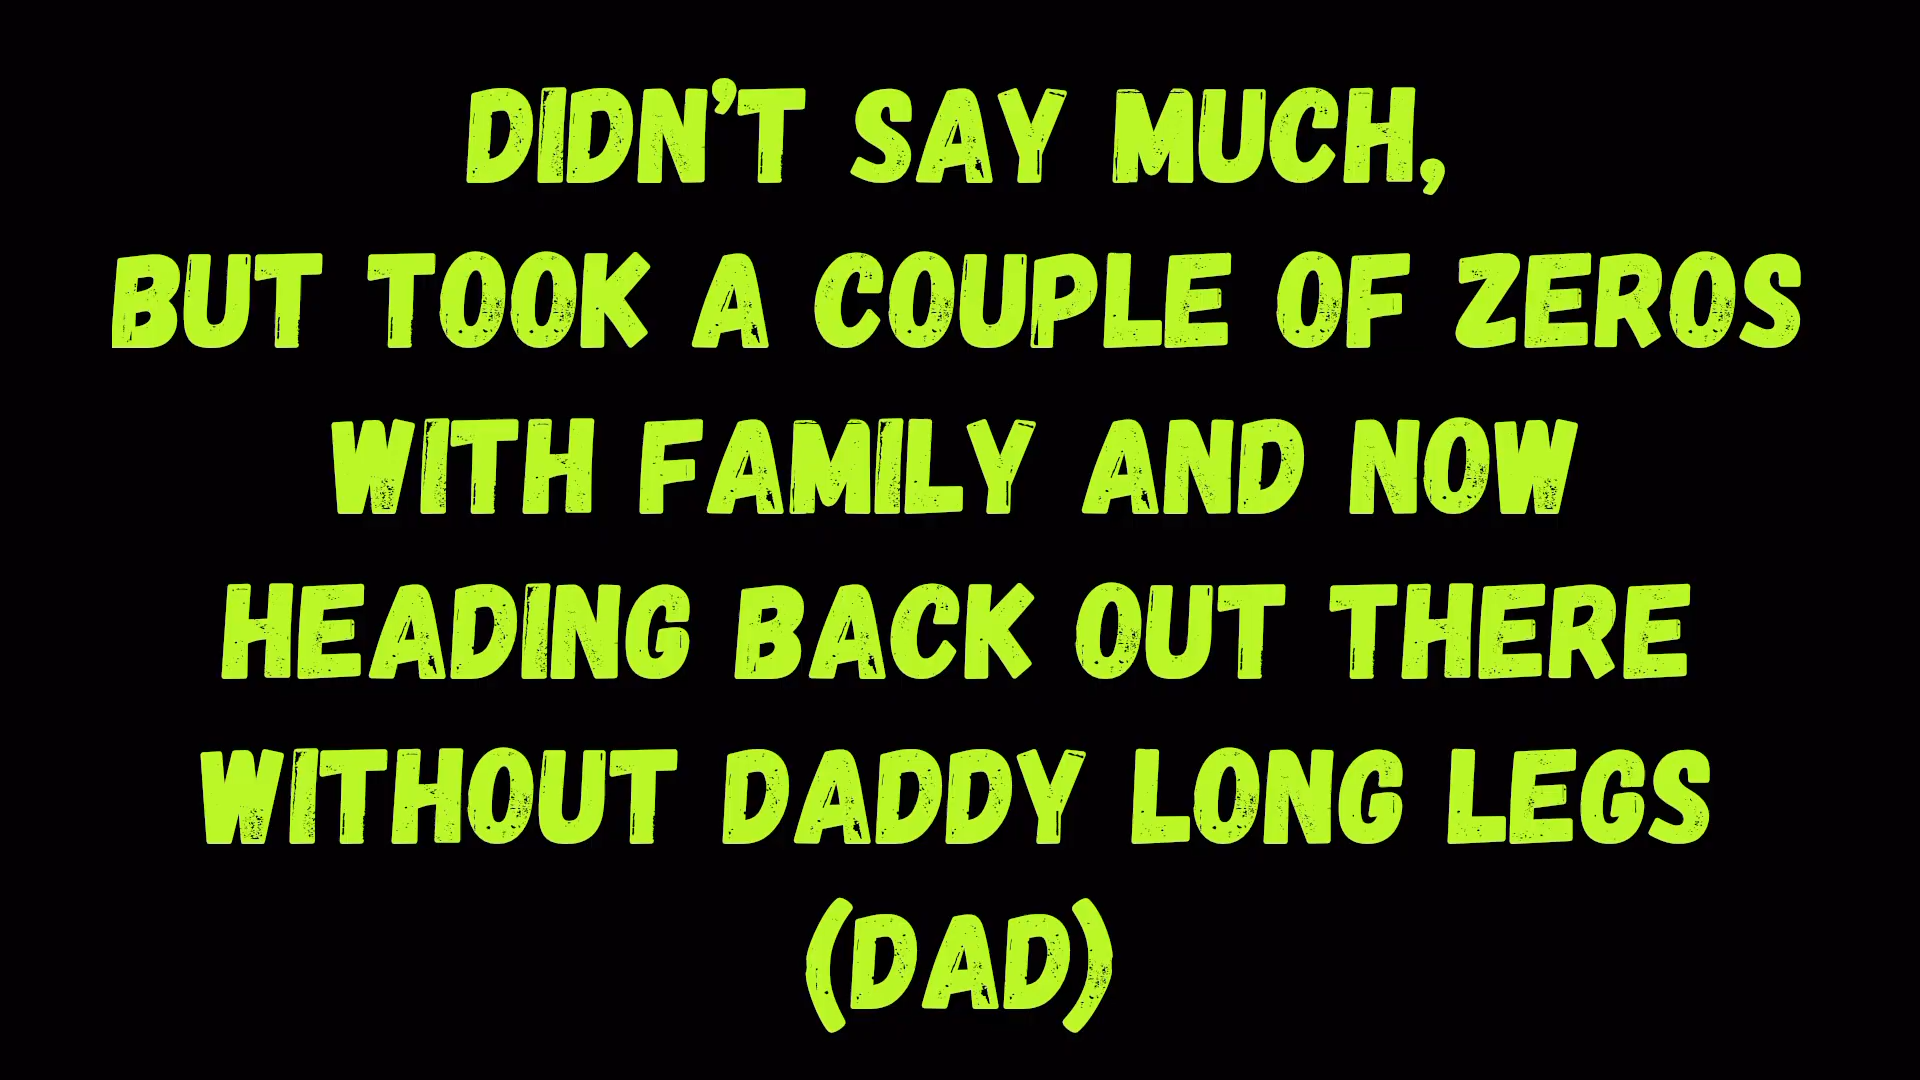 DIDN'T SAY MUCH,
BUT TOOK A COUPLE OF ZEROS
WITH FAMILY AND NOW
HEADING BACK OUT THERE
WITHOUT DADDY LONG LEGS
(DAD)